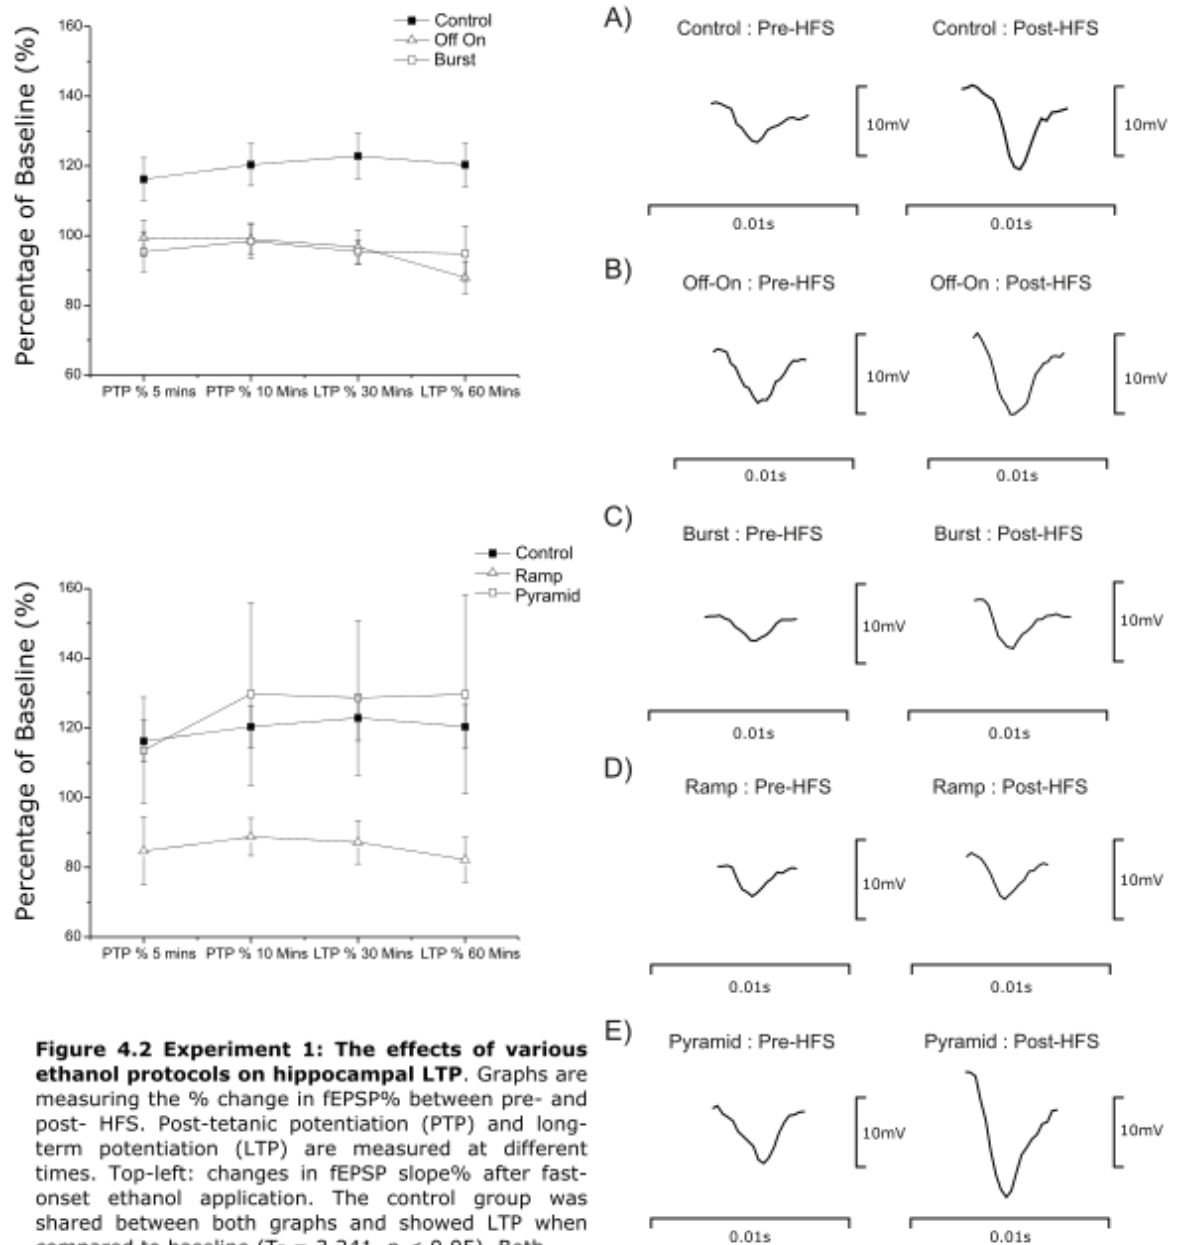 160
140
120
100
80
60
Percentage of Baseline (%)
Control
Off On
Burst
PTP % 5 mins PTP % 10 Mins LTP % 30 Mins LTP % 60 Mins
160
140
120
100
80
60
Percentage of Baseline (%)
Control
Ramp
Pyramid
PTP % 5 mins PTP % 10 Mins LTP % 30 Mins LTP % 60 Mins
Figure 4.2 Experiment 1: The effects of various
ethanol protocols on hippocampal LTP. Graphs are
measuring the % change in fEPSP% between pre- and
post- HFS. Post-tetanic potentiation (PTP) and long-
term potentiation (LTP) are measured at different
times. Top-left: changes in fEPSP slope% after fast-
onset ethanol application. The control group was
shared between both graphs and showed LTP when
compared to baseline
Both
A)
Control : Pre-HFS
Control : Post-HFS
10mV
10mV
0.01s
0.01s
B)
Off-On : Pre-HFS
Off-On : Post-HFS
10mV
10mV
0.01s
0.01s
C)
Burst : Pre-HFS
Burst : Post-HFS
10mV
10mV
0.01s
0.01s
D)
Ramp : Pre-HFS
Ramp : Post-HFS
10mV
10mV
0.01s
0.01s
E)
Pyramid : Pre-HFS
Pyramid : Post-HFS
10mV
10mV
0.01s
0.01s